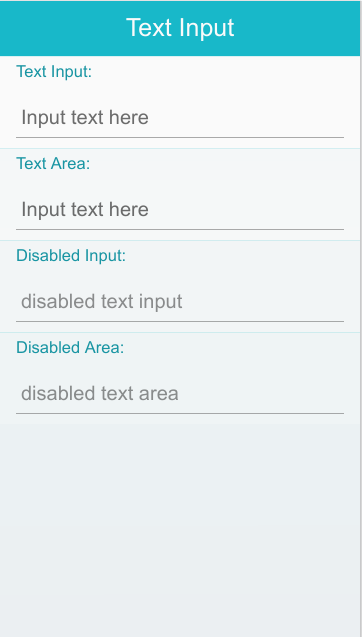 Text Input
Text Input:
Input text here
Text Area:
Input text here
Disabled Input:
disabled text input
Disabled Area:
disabled text area